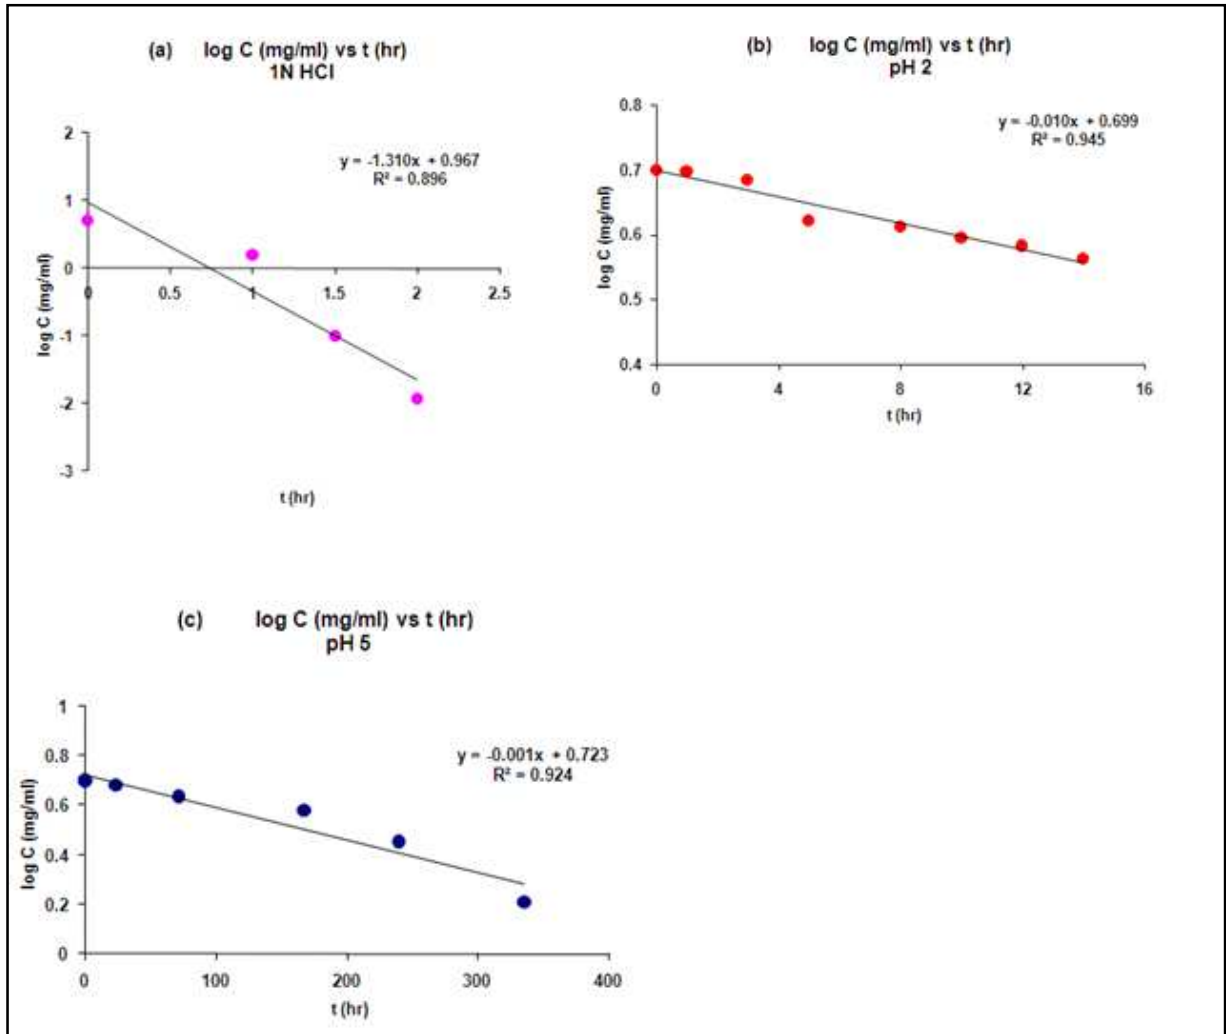 (a) log C (mg/ml) vs t (hr)
1N HCl
y = -1.310x + 0.967
R² = 0.896
2
1
0
-1
-2
-3
0 0.5 1 1.5 2 2.5
log C (mg/ml)
t (hr)
(b) log C (mg/ml) vs t (hr)
pH 2
y = -0.010x + 0.699
R² = 0.945
0.8
0.7
0.6
0.5
0.4
0 4 8 12 16
log C (mg/ml)
t (hr)
(c) log C (mg/ml) vs t (hr)
pH 5
y = -0.001x + 0.723
R² = 0.924
1
0.8
0.6
0.4
0.2
0
0 100 200 300 400
log C (mg/ml)
t (hr)